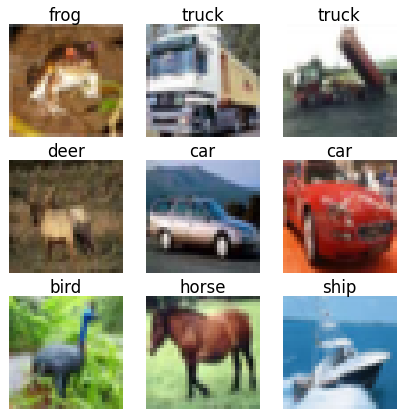 frog truck truck
deer car car
bird horse ship